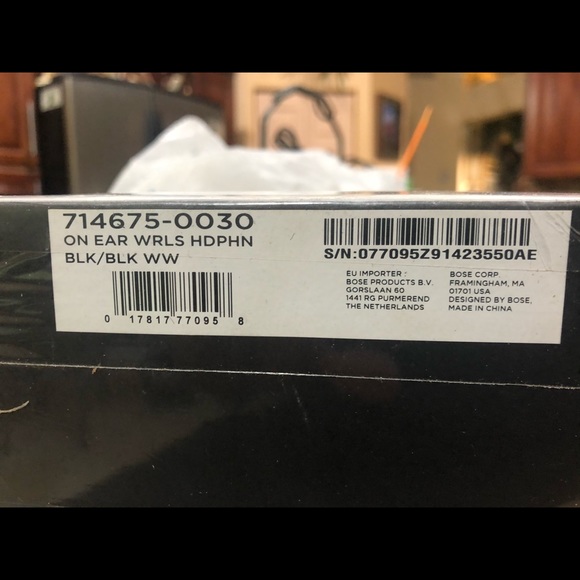 714675-0030
ON EAR WRLS HDPHN
BLK/BLK WW
0 17817 77095 8
S/N:077095Z91423550AE
EU IMPORTER :
BOSE PRODUCTS B.V.
GORSLAAN 60
1441 RG PURMEREND
THE NETHERLANDS
BOSE CORP.
FRAMINGHAM, MA
01701 USA
DESIGNED BY BOSE,
MADE IN CHINA